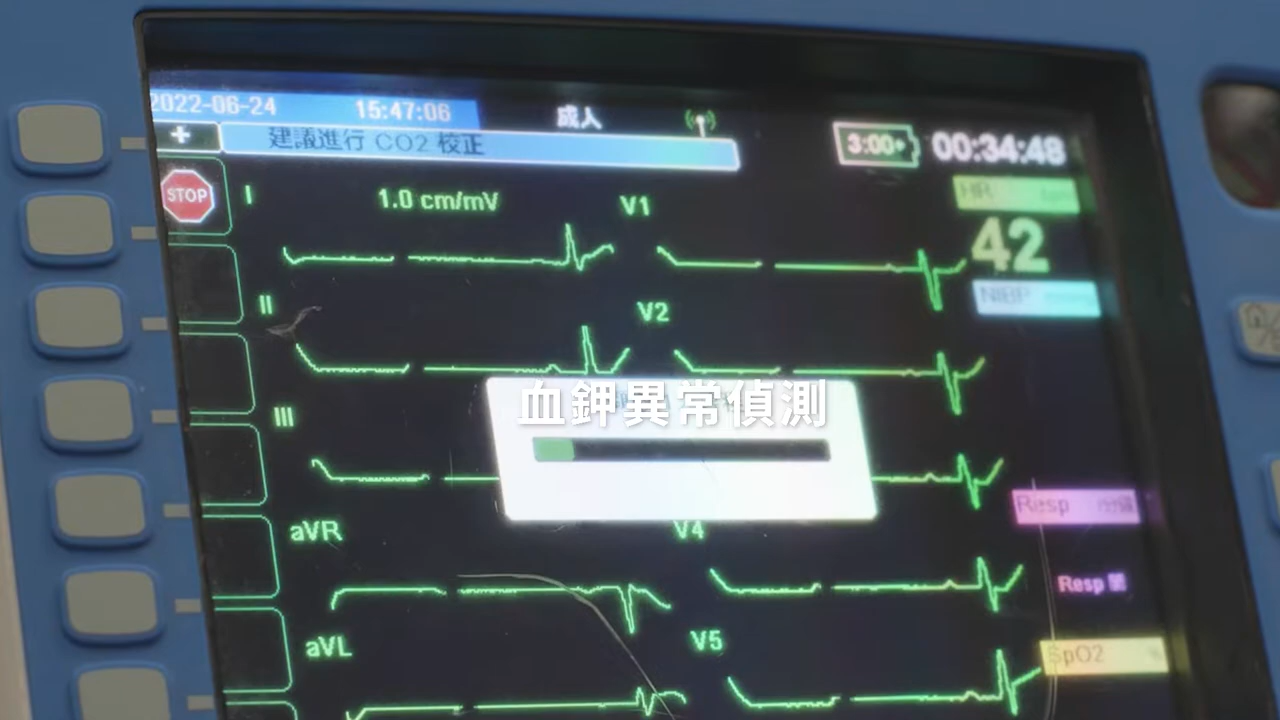 2022-06-24 15:47:06 成人
建議進行 CO2 校正
3:00 00:34:48
STOP
I 1.0 cm/mV V1
HR
42
NIBP
II V2
血鉀異常偵測
III
Resp
aVR V4
Resp
aVL V5
SpO2 %